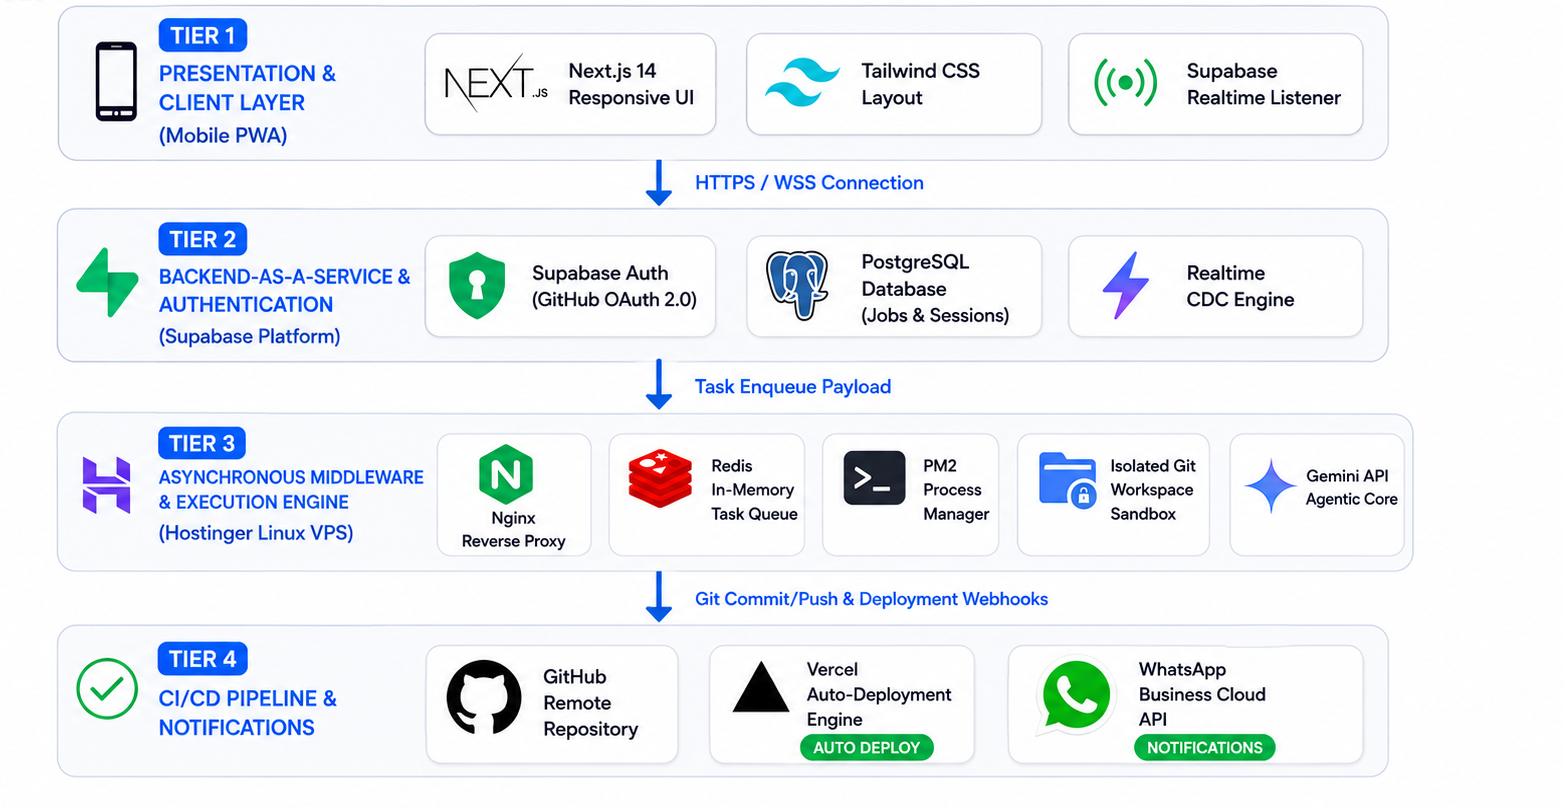 TIER 1
PRESENTATION &
CLIENT LAYER
(Mobile PWA)
NEXT.JS
Next.js 14
Responsive UI
Tailwind CSS
Layout
Supabase
Realtime Listener
HTTPS / WSS Connection
TIER 2
BACKEND-AS-A-SERVICE &
AUTHENTICATION
(Supabase Platform)
Supabase Auth
(GitHub OAuth 2.0)
PostgreSQL
Database
(Jobs & Sessions)
Realtime
CDC Engine
Task Enqueue Payload
TIER 3
ASYNCHRONOUS MIDDLEWARE
& EXECUTION ENGINE
(Hostinger Linux VPS)
N
Nginx
Reverse Proxy
Redis
In-Memory
Task Queue
>_
PM2
Process
Manager
Isolated Git
Workspace
Sandbox
Gemini API
Agentic Core
Git Commit/Push & Deployment Webhooks
TIER 4
CI/CD PIPELINE &
NOTIFICATIONS
GitHub
Remote
Repository
Vercel
Auto-Deployment
Engine
AUTO DEPLOY
WhatsApp
Business Cloud
API
NOTIFICATIONS